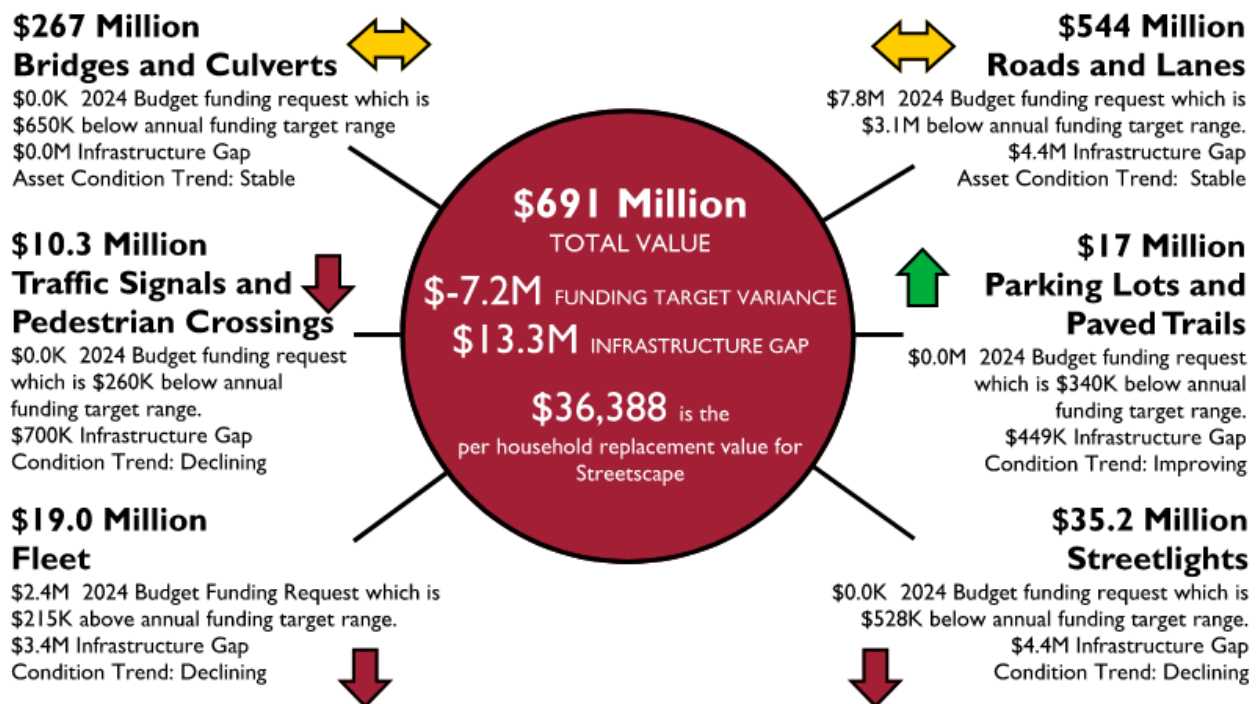 $267 Million
Bridges and Culverts
$0.0K 2024 Budget funding request which is
$650K below annual funding target range
$0.0M Infrastructure Gap
Asset Condition Trend: Stable
$10.3 Million
Traffic Signals and
Pedestrian Crossings
$0.0K 2024 Budget funding request
which is $260K below annual
funding target range.
$700K Infrastructure Gap
Condition Trend: Declining
$19.0 Million
Fleet
$2.4M 2024 Budget Funding Request which is
$215K above annual funding target range.
$3.4M Infrastructure Gap
Condition Trend: Declining
$691 Million
TOTAL VALUE
$-7.2M FUNDING TARGET VARIANCE
$13.3M INFRASTRUCTURE GAP
$36,388 is the
per household replacement value for
Streetscape
$544 Million
Roads and Lanes
$7.8M 2024 Budget funding request which is
$3.1M below annual funding target range.
$4.4M Infrastructure Gap
Asset Condition Trend: Stable
$17 Million
Parking Lots and
Paved Trails
$0.0M 2024 Budget funding request
which is $340K below annual
funding target range.
$449K Infrastructure Gap
Condition Trend: Improving
$35.2 Million
Streetlights
$0.0K 2024 Budget funding request which is
$528K below annual funding target range.
$4.4M Infrastructure Gap
Condition Trend: Declining